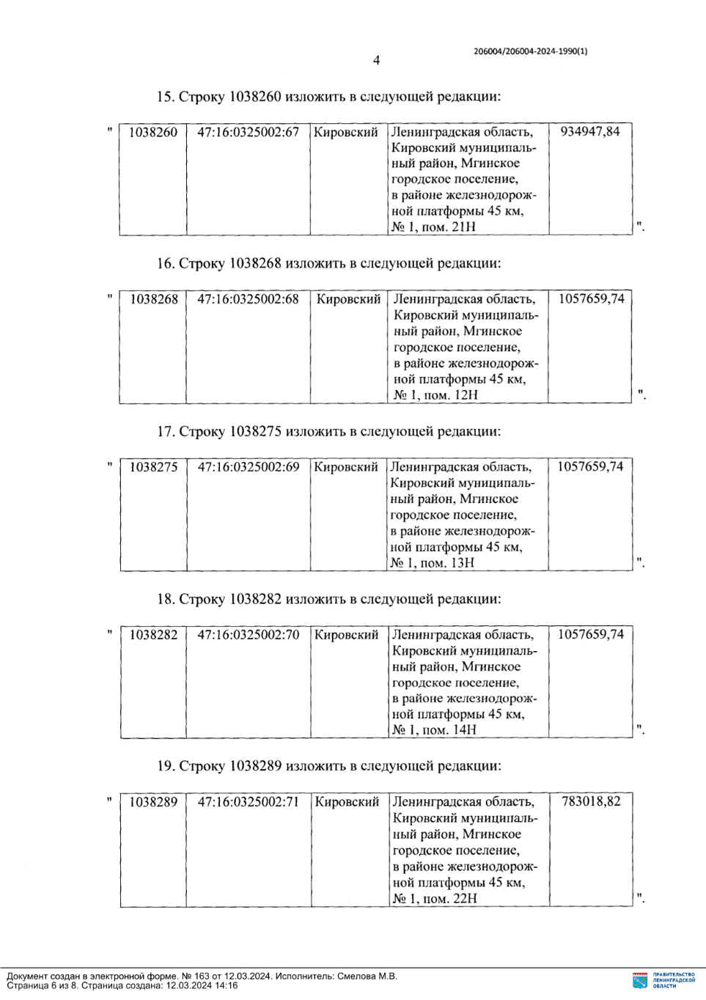 206004/206004-2024-1990(1)
4
15. Строку 1038260 изложить в следующей редакции:
" 1038260 47:16:0325002:67 Кировский Ленинградская область, 934947,84
Кировский муниципаль-
ный район, Мгинское
городское поселение,
в районе железнодорож-
ной платформы 45 км,
№ 1, пом. 21Н ".
16. Строку 1038268 изложить в следующей редакции:
" 1038268 47:16:0325002:68 Кировский Ленинградская область, 1057659,74
Кировский муниципаль-
ный район, Мгинское
городское поселение,
в районе железнодорож-
ной платформы 45 км,
№ 1, пом. 12Н ".
17. Строку 1038275 изложить в следующей редакции:
" 1038275 47:16:0325002:69 Кировский Ленинградская область, 1057659,74
Кировский муниципаль-
ный район, Мгинское
городское поселение,
в районе железнодорож-
ной платформы 45 км,
№ 1, пом. 13Н ".
18. Строку 1038282 изложить в следующей редакции:
" 1038282 47:16:0325002:70 Кировский Ленинградская область, 1057659,74
Кировский муниципаль-
ный район, Мгинское
городское поселение,
в районе железнодорож-
ной платформы 45 км,
№ 1, пом. 14Н ".
19. Строку 1038289 изложить в следующей редакции:
" 1038289 47:16:0325002:71 Кировский Ленинградская область, 783018,82
Кировский муниципаль-
ный район, Мгинское
городское поселение,
в районе железнодорож-
ной платформы 45 км,
№ 1, пом. 22Н ".
Документ создан в электронной форме. № 163 от 12.03.2024. Исполнитель: Смелова М.В.
Страница 6 из 8. Страница создана: 12.03.2024 14:16
ПРАВИТЕЛЬСТВО
ЛЕНИНГРАДСКОЙ
ОБЛАСТИ